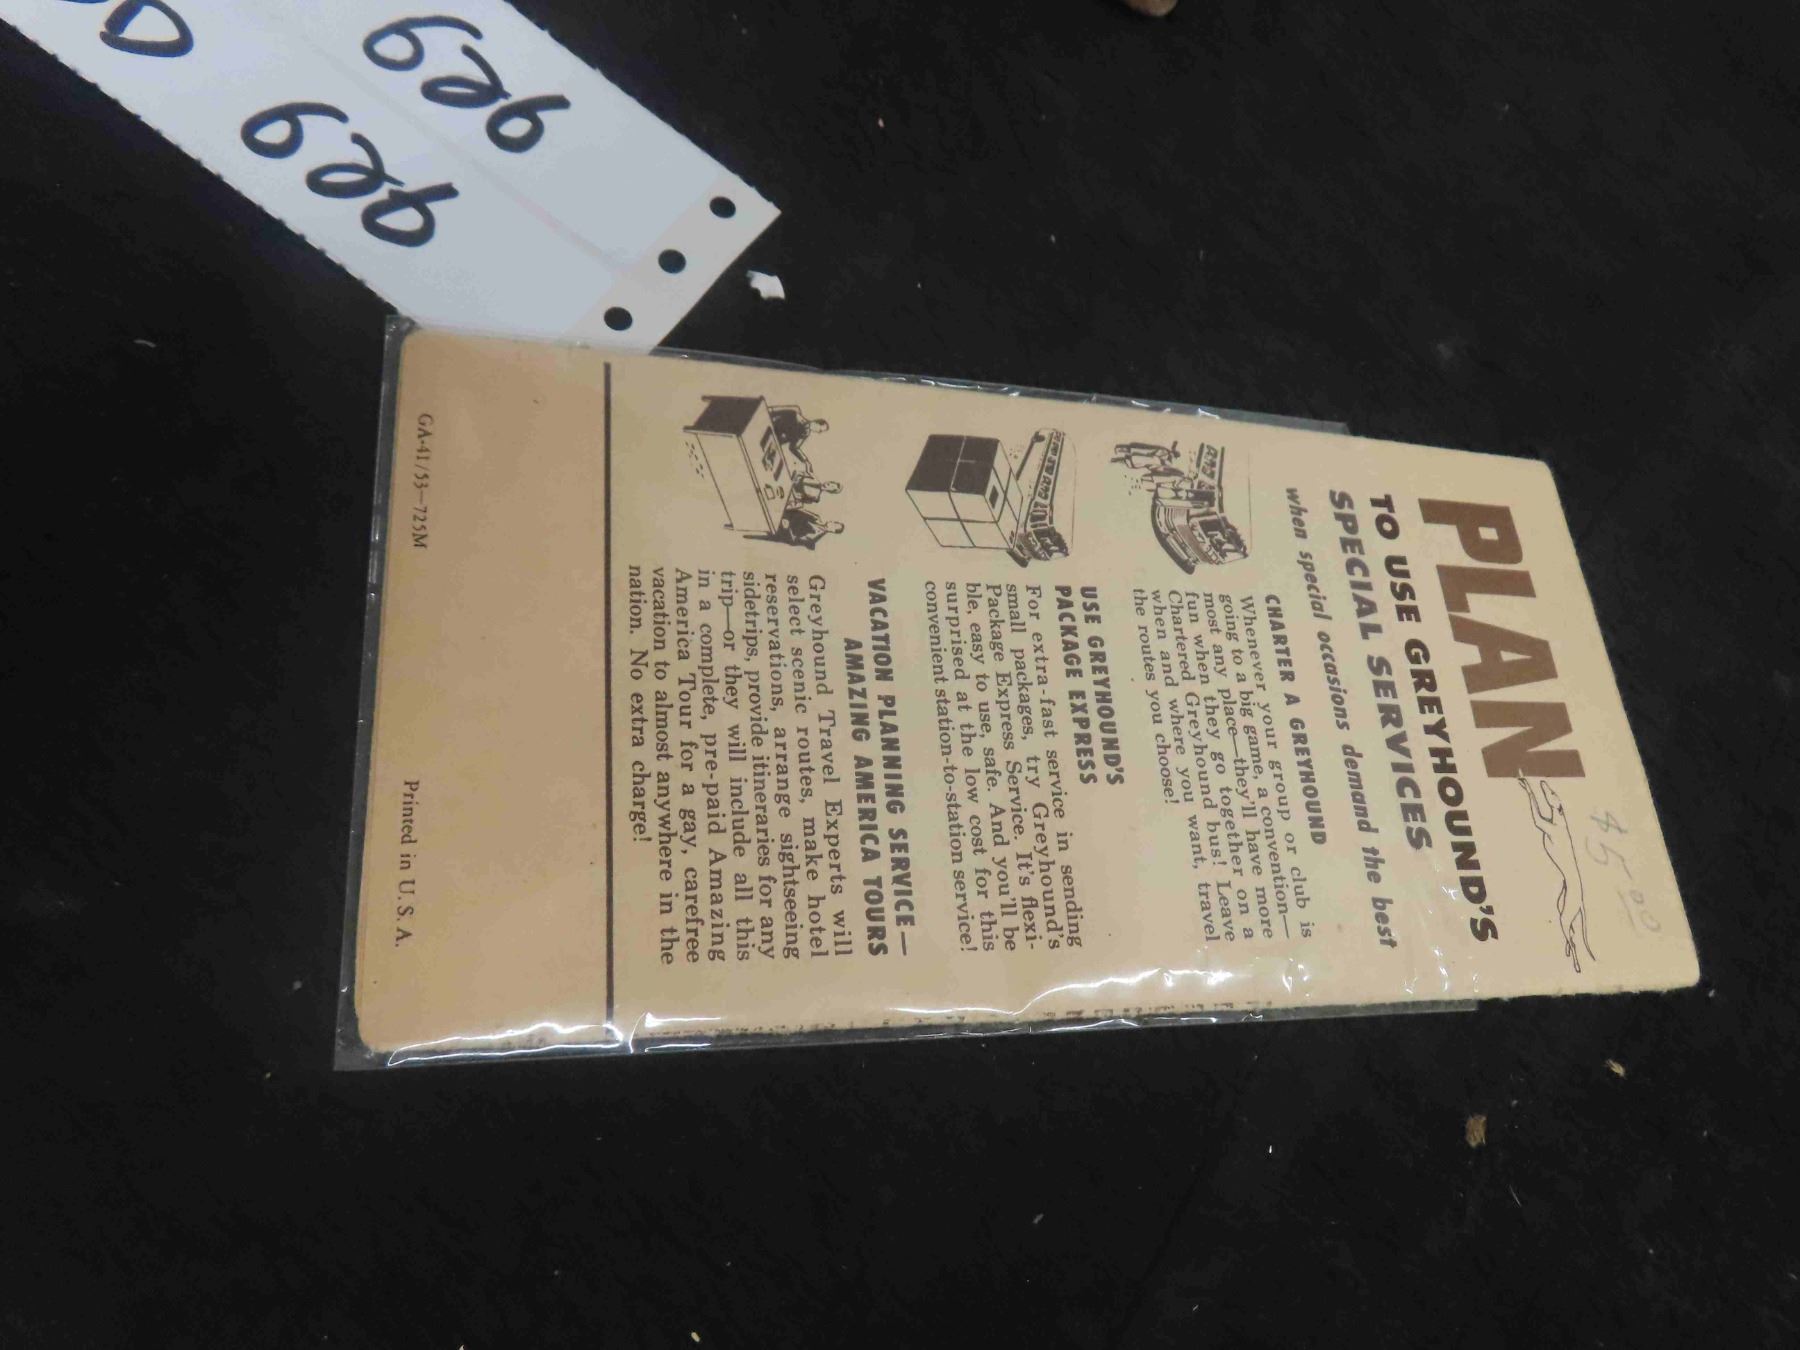 PLAN
$5.00
TO USE GREYHOUND'S
SPECIAL SERVICES
when special occasions demand the best
CHARTER A GREYHOUND
Whenever your group or club is
going to a big game, a convention—
most any place—they'll have more
fun when they go together on a
Chartered Greyhound bus! Leave
when and where you want, travel
the routes you choose!
USE GREYHOUND'S
PACKAGE EXPRESS
For extra-fast service in sending
small packages, try Greyhound's
Package Express Service. It's flexi-
ble, easy to use, safe. And you'll be
surprised at the low cost for this
convenient station-to-station service!
VACATION PLANNING SERVICE—
AMAZING AMERICA TOURS
Greyhound Travel Experts will
select scenic routes, make hotel
reservations, arrange sightseeing
sidetrips, provide itineraries for any
trip—or they will include all this
in a complete, pre-paid Amazing
America Tour for a gay, carefree
vacation to almost anywhere in the
nation. No extra charge!
GA-41/53—725M
Printed in U. S. A.